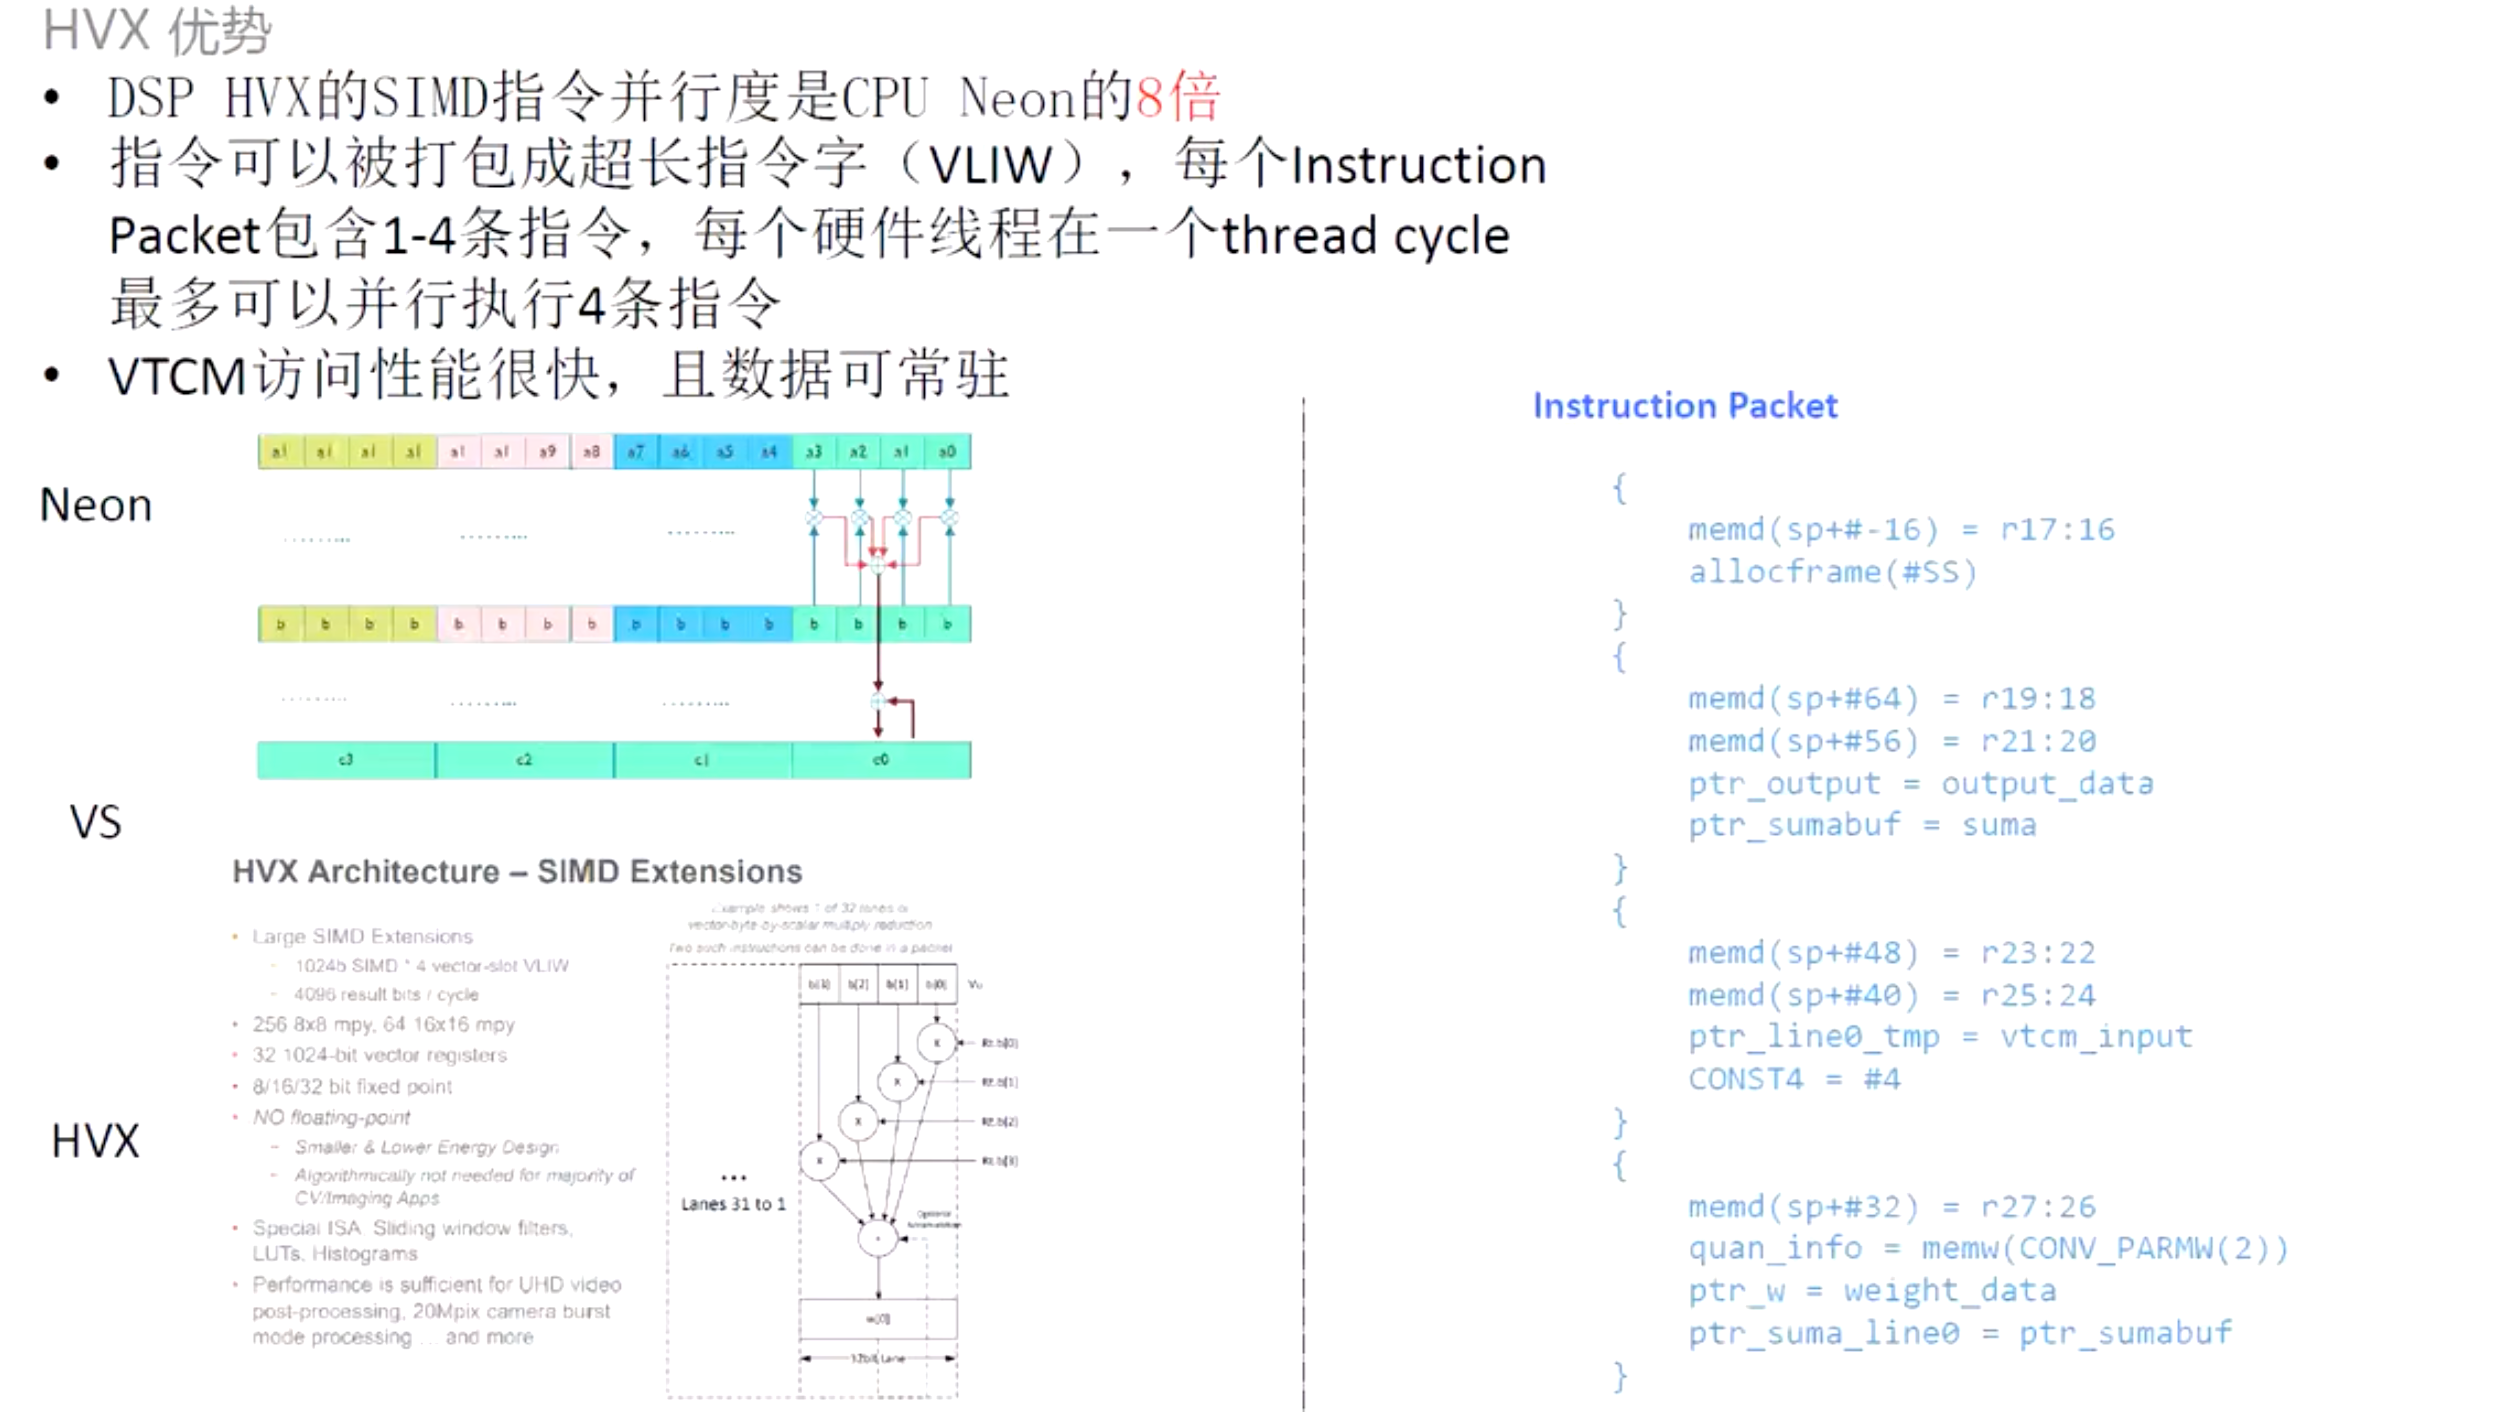 HVX 优势
• DSP HVX的SIMD指令并行度是CPU Neon的8倍
• 指令可以被打包成超长指令字（VLIW），每个Instruction
Packet包含1-4条指令，每个硬件线程在一个thread cycle
最多可以并行执行4条指令
• VTCM访问性能很快，且数据可常驻
Neon
a1 a1 a1 a1 a1 a1 a9 a8 a7 a6 a5 a4 a3 a2 a1 a0
b b b b b b b b b b b b b b b b
c3 c2 c1 c0
VS
HVX
HVX Architecture – SIMD Extensions
• Large SIMD Extensions
- 1024b SIMD * 4 vector-slot VLIW
- 4096 result bits / cycle
• 256 8x8 mpy, 64 16x16 mpy
• 32 1024-bit vector registers
• 8/16/32 bit fixed point
• NO floating-point
- Smaller & Lower Energy Design
- Algorithmically not needed for majority of
CV/Imaging Apps
• Special ISA Sliding window filters,
LUTs, Histograms
• Performance is sufficient for UHD video
post-processing, 20Mpix camera burst
mode processing ... and more
Example shows 1 of 32 lanes of
vector-byte-by-scalar multiply reduction
Two such instructions can be done in a packet
b[3] b[2] b[1] b[0] Vu
x Rt.b[0]
x Rt.b[1]
x Rt.b[2]
x Rt.b[3]
...
Lanes 31 to 1
Optional
w[0]
32bit Lane
Instruction Packet
{
memd(sp+#-16) = r17:16
allocframe(#SS)
}
{
memd(sp+#64) = r19:18
memd(sp+#56) = r21:20
ptr_output = output_data
ptr_sumabuf = suma
}
{
memd(sp+#48) = r23:22
memd(sp+#40) = r25:24
ptr_line0_tmp = vtcm_input
CONST4 = #4
}
{
memd(sp+#32) = r27:26
quan_info = memw(CONV_PARMW(2))
ptr_w = weight_data
ptr_suma_line0 = ptr_sumabuf
}